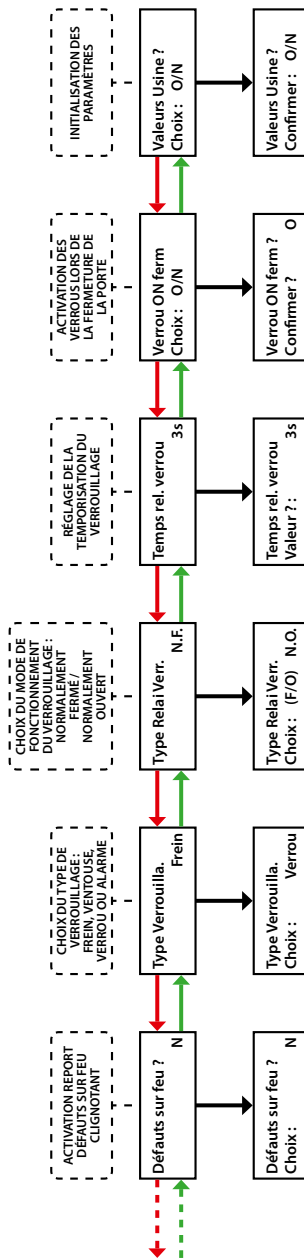 ACTIVATION REPORT
DÉFAUTS SUR FEU
CLIGNOTANT
Défauts sur feu ?
N
Défauts sur feu ?
Choix :
N
CHOIX DU TYPE DE
VERROUILLAGE :
FREIN, VENTOUSE,
VERROU OU ALARME
Type Verrouilla.
Frein
Type Verrouilla.
Choix :
Verrou
CHOIX DU MODE DE
FONCTIONNEMENT
DU VERROUILLAGE :
NORMALEMENT
FERMÉ /
NORMALEMENT
OUVERT
Type Relai Verr.
N.F.
Type Relai Verr.
Choix : (F/O) N.O.
RÉGLAGE DE LA
TEMPORISATION DU
VERROUILLAGE
Temps rel. verrou
3s
Temps rel. verrou
Valeur ? :
3s
ACTIVATION DES
VERROUS LORS DE
LA FERMETURE DE
LA PORTE
Verrou ON ferm
Choix : O/N
Verrou ON ferm ?
Confirmer ?
O
INITIALISATION DES
PARAMÈTRES
Valeurs Usine ?
Choix : O/N
Valeurs Usine ?
Confirmer : O/N